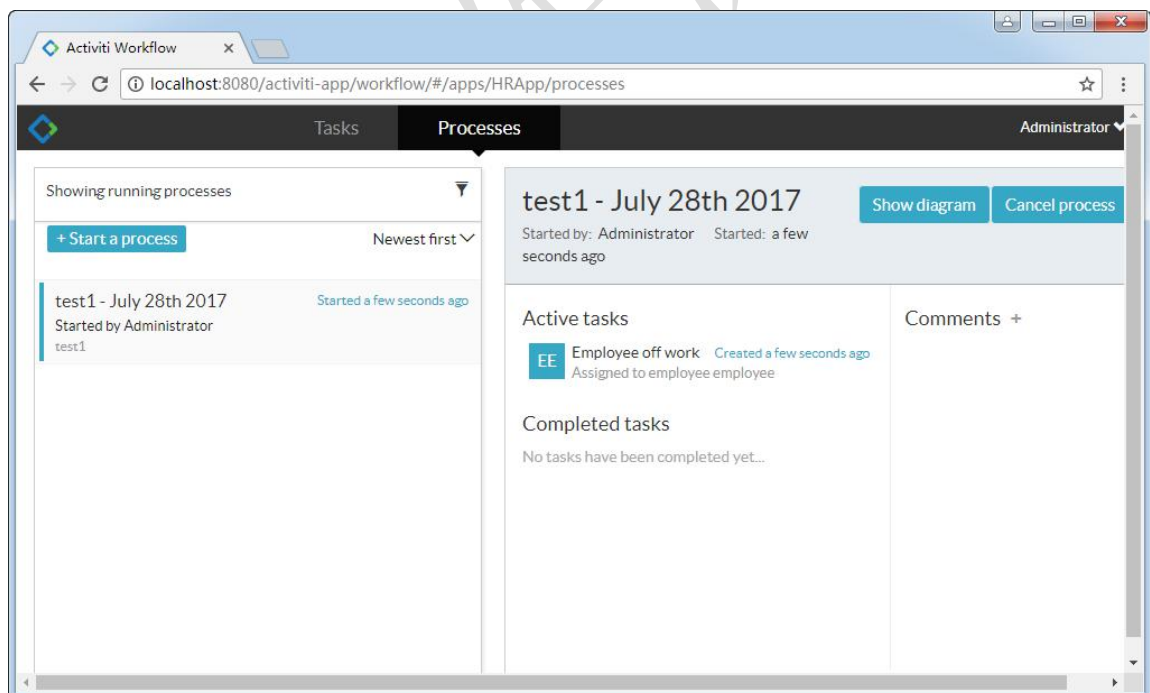 Activiti Workflow
localhost:8080/activiti-app/workflow/#/apps/HRApp/processes
Tasks Processes Administrator
Showing running processes
+ Start a process Newest first
test1 - July 28th 2017 Started a few seconds ago
Started by Administrator
test1
test1 - July 28th 2017 Show diagram Cancel process
Started by: Administrator Started: a few
seconds ago
Active tasks
EE Employee off work Created a few seconds ago
Assigned to employee employee
Completed tasks
No tasks have been completed yet...
Comments +